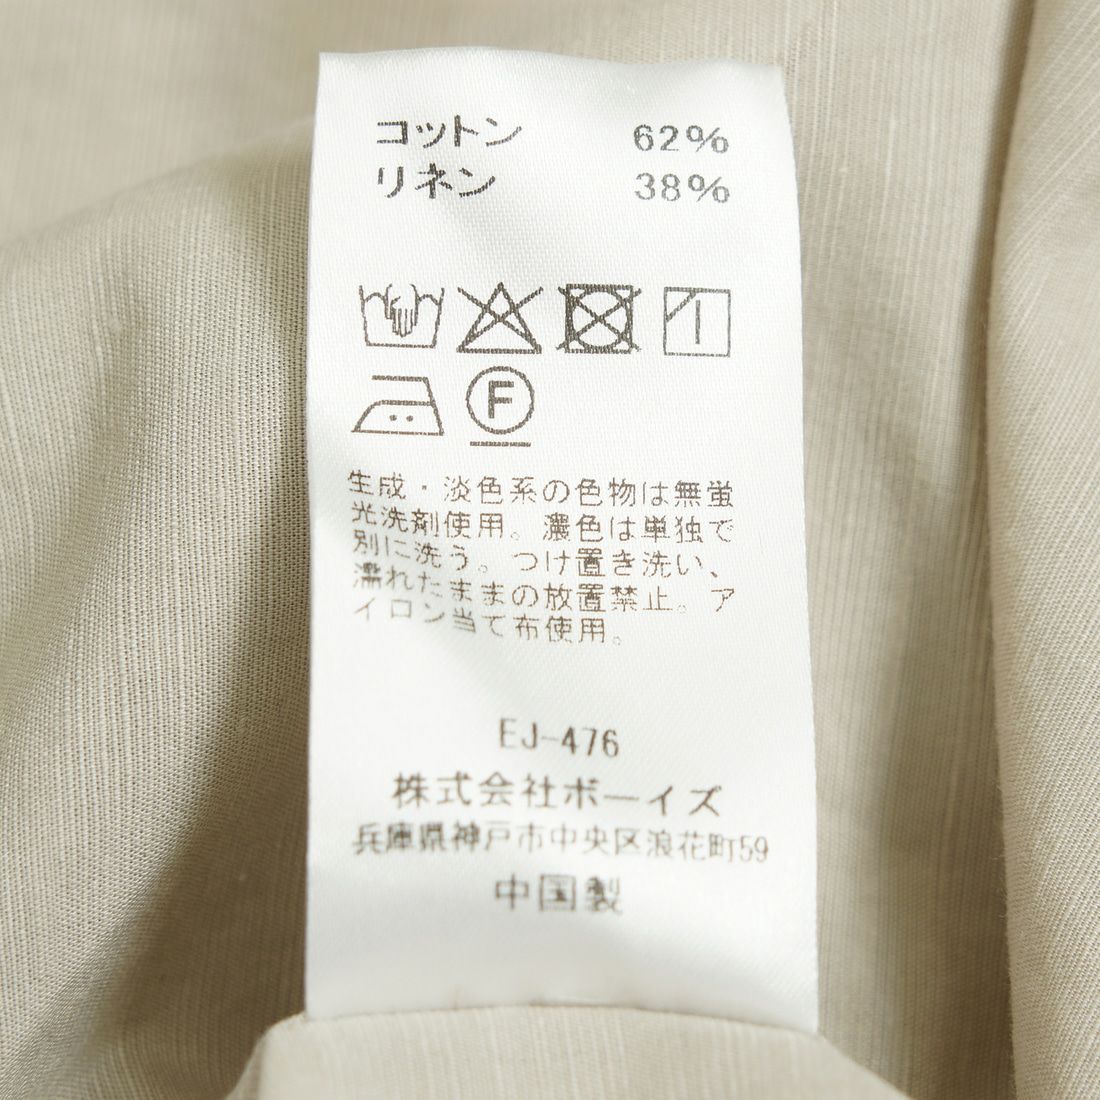 コットン 62%
リネン 38%
F
生成・淡色系の色物は無蛍
光洗剤使用。濃色は単独で
別に洗う。つけ置き洗い、
濡れたままの放置禁止。ア
イロン当て布使用。
EJ-476
株式会社ボーイズ
兵庫県神戸市中央区浪花町59
中国製